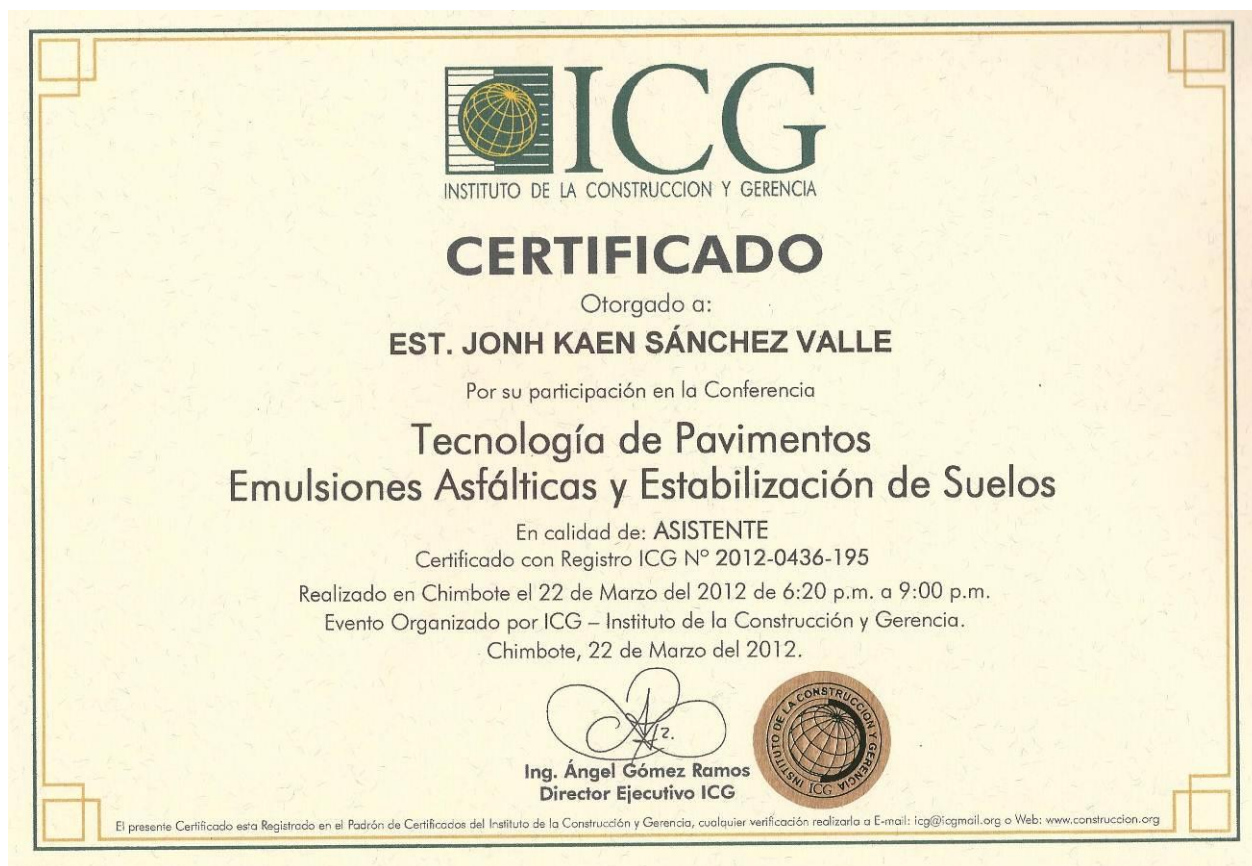 ICG
INSTITUTO DE LA CONSTRUCCION Y GERENCIA
CERTIFICADO
Otorgado a:
EST. JONH KAEN SÁNCHEZ VALLE
Por su participación en la Conferencia
Tecnología de Pavimentos
Emulsiones Asfálticas y Estabilización de Suelos
En calidad de: ASISTENTE
Certificado con Registro ICG Nº 2012-0436-195
Realizado en Chimbote el 22 de Marzo del 2012 de 6:20 p.m. a 9:00 p.m.
Evento Organizado por ICG – Instituto de la Construcción y Gerencia.
Chimbote, 22 de Marzo del 2012.
INSTITUTO DE LA CONSTRUCCION Y GERENCIA
ICG
Ing. Ángel Gómez Ramos
Director Ejecutivo ICG
El presente Certificado esta Registrado en el Padrón de Certificados del Instituto de la Construcción y Gerencia, cualquier verificación realizarla a E-mail: icg@icgmail.org o Web: www.construccion.org